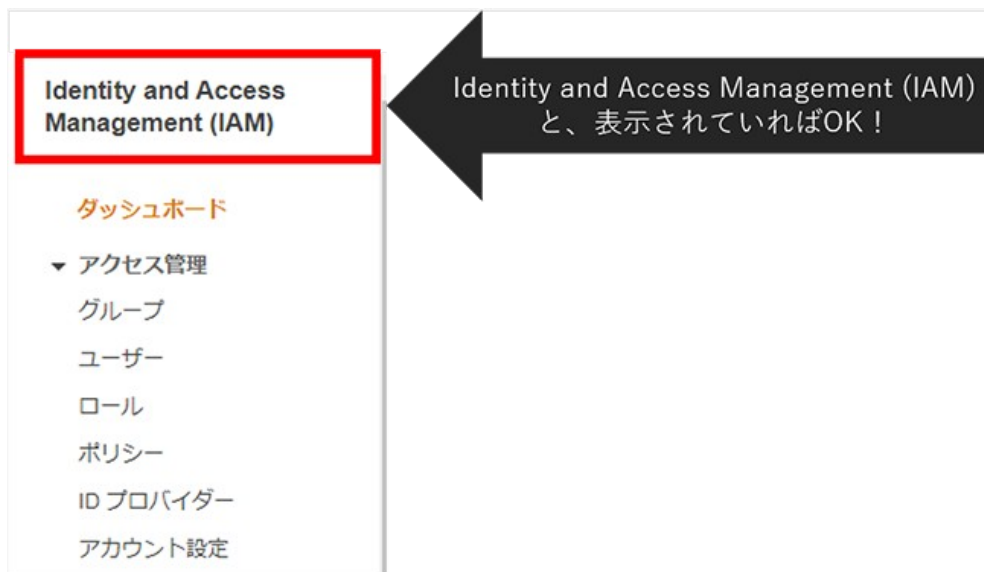 Identity and Access
Management (IAM)
Identity and Access Management (IAM)
と、表示されていればOK！
ダッシュボード
アクセス管理
グループ
ユーザー
ロール
ポリシー
ID プロバイダー
アカウント設定